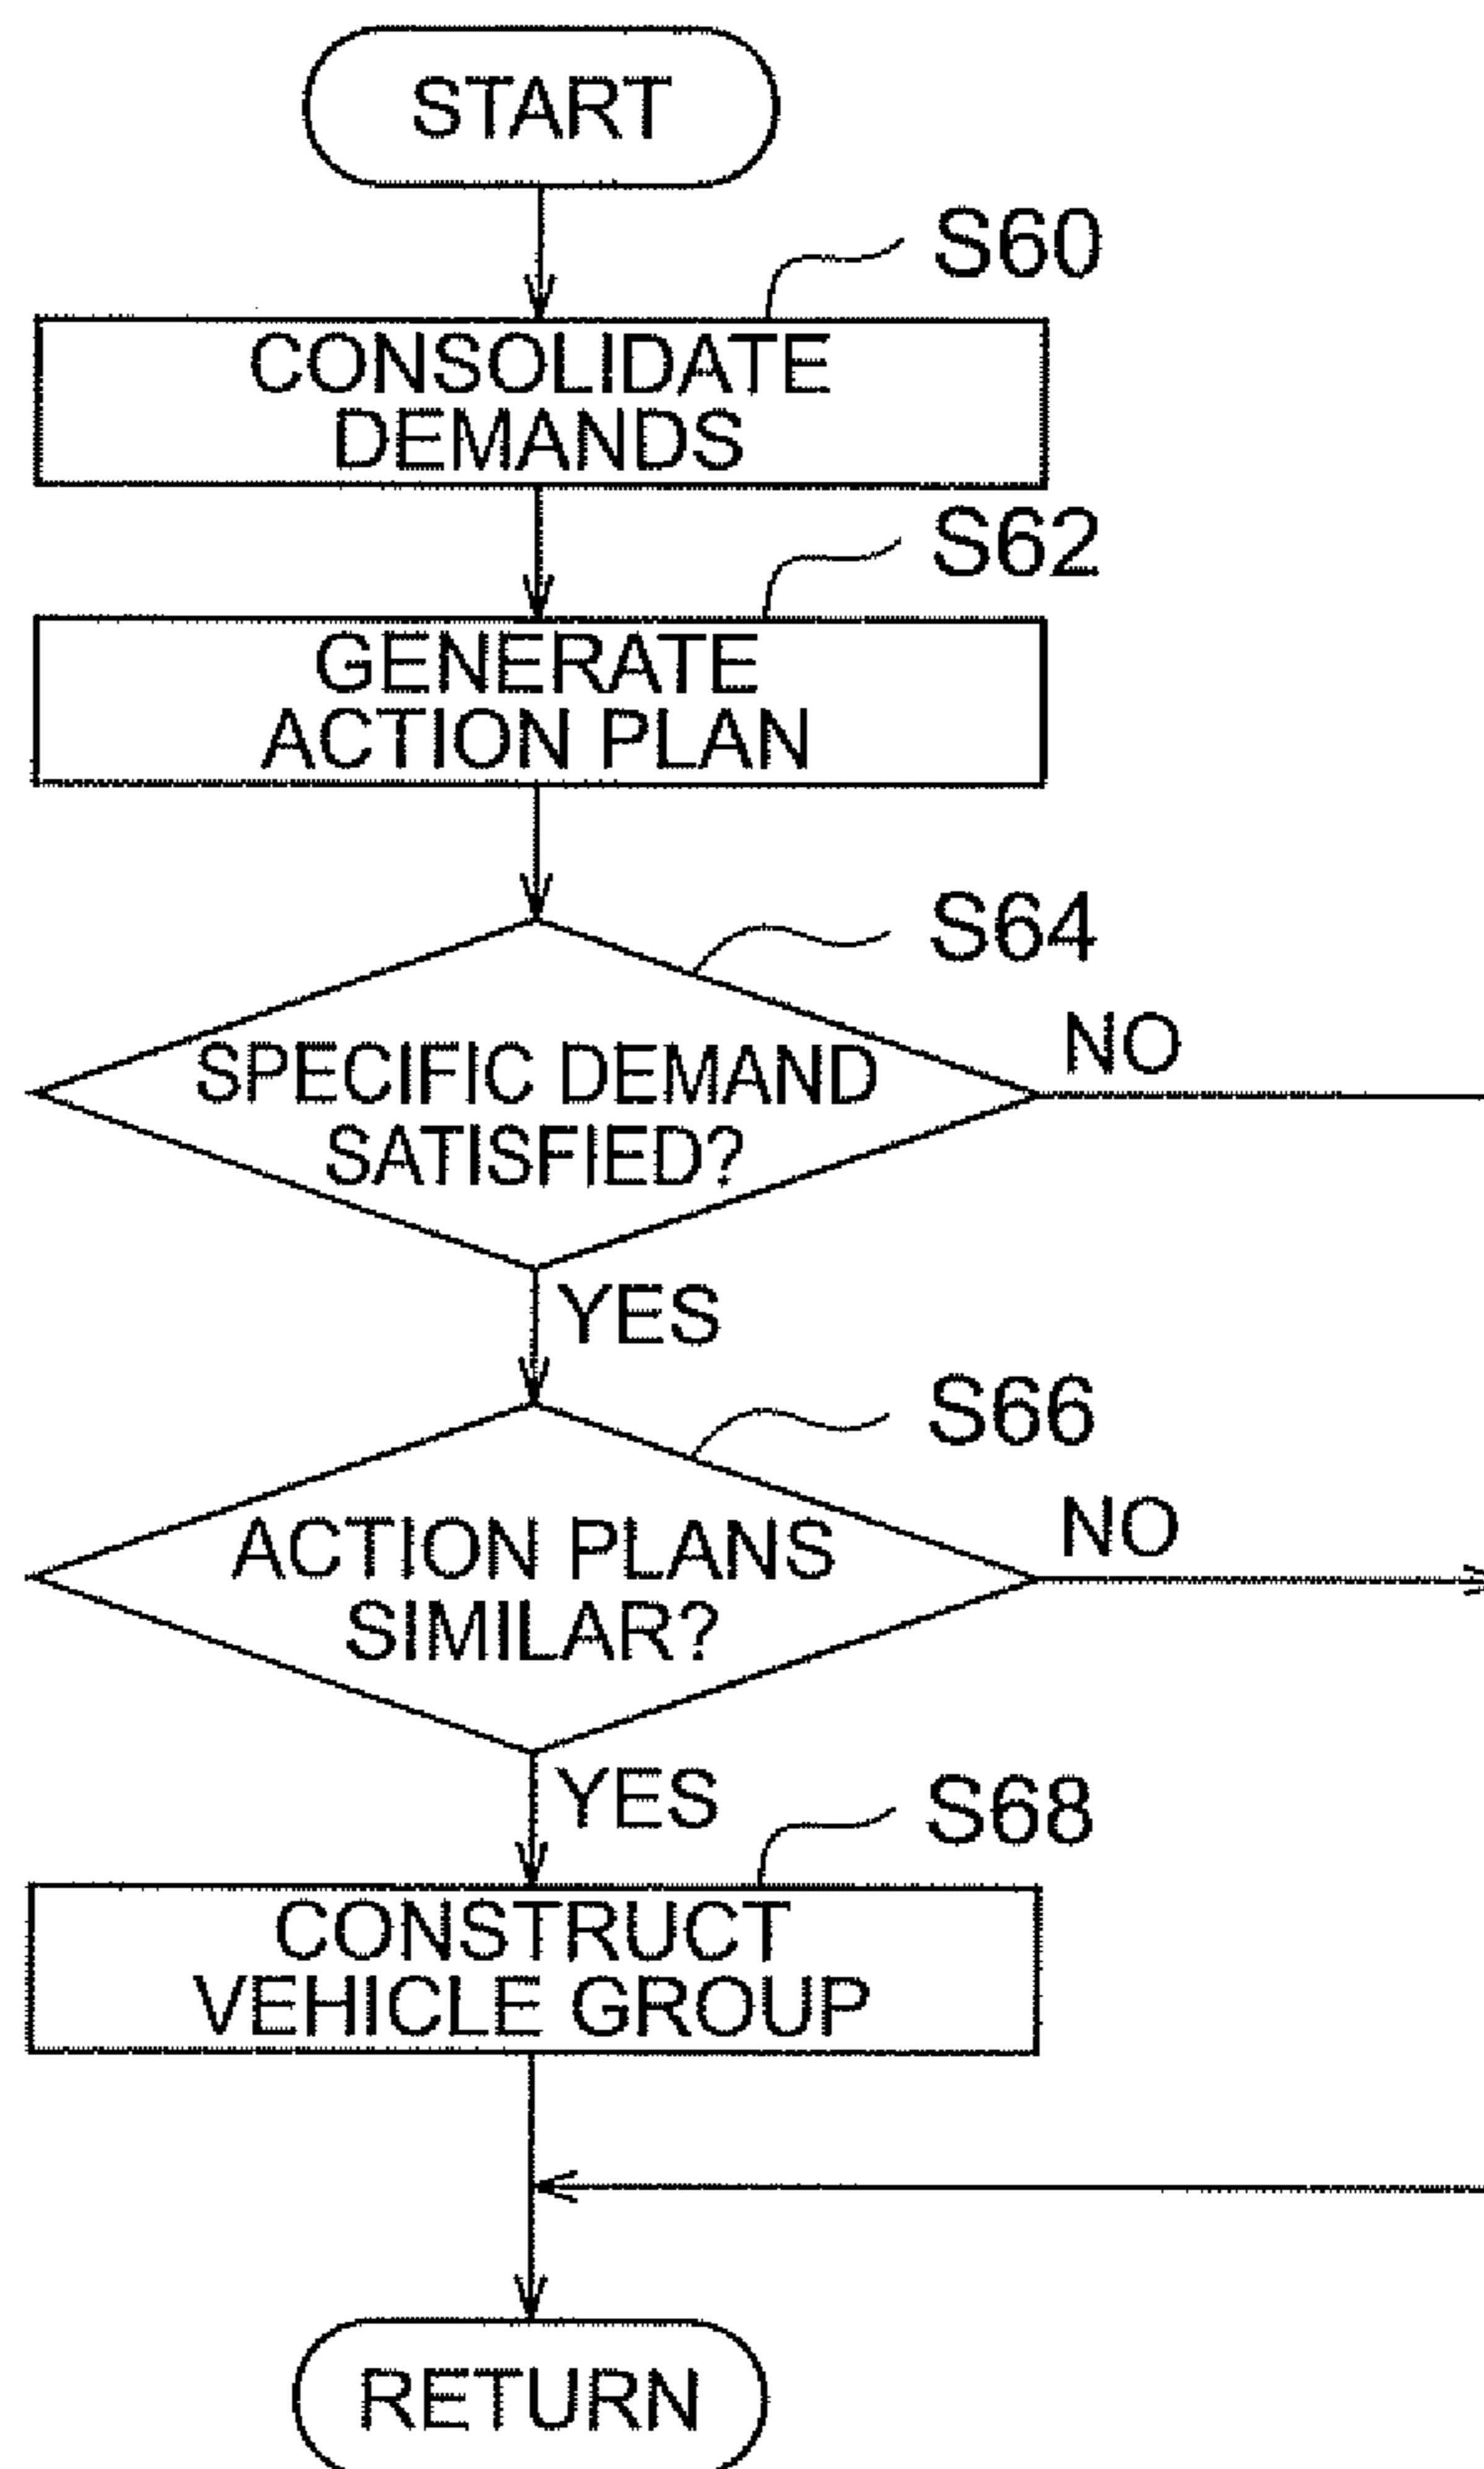 START
S60
CONSOLIDATE
DEMANDS
S62
GENERATE
ACTION PLAN
S64
NO
SPECIFIC DEMAND
SATISFIED?
YES
S66
NO
ACTION PLANS
SIMILAR?
YES
S68
CONSTRUCT
VEHICLE GROUP
RETURN